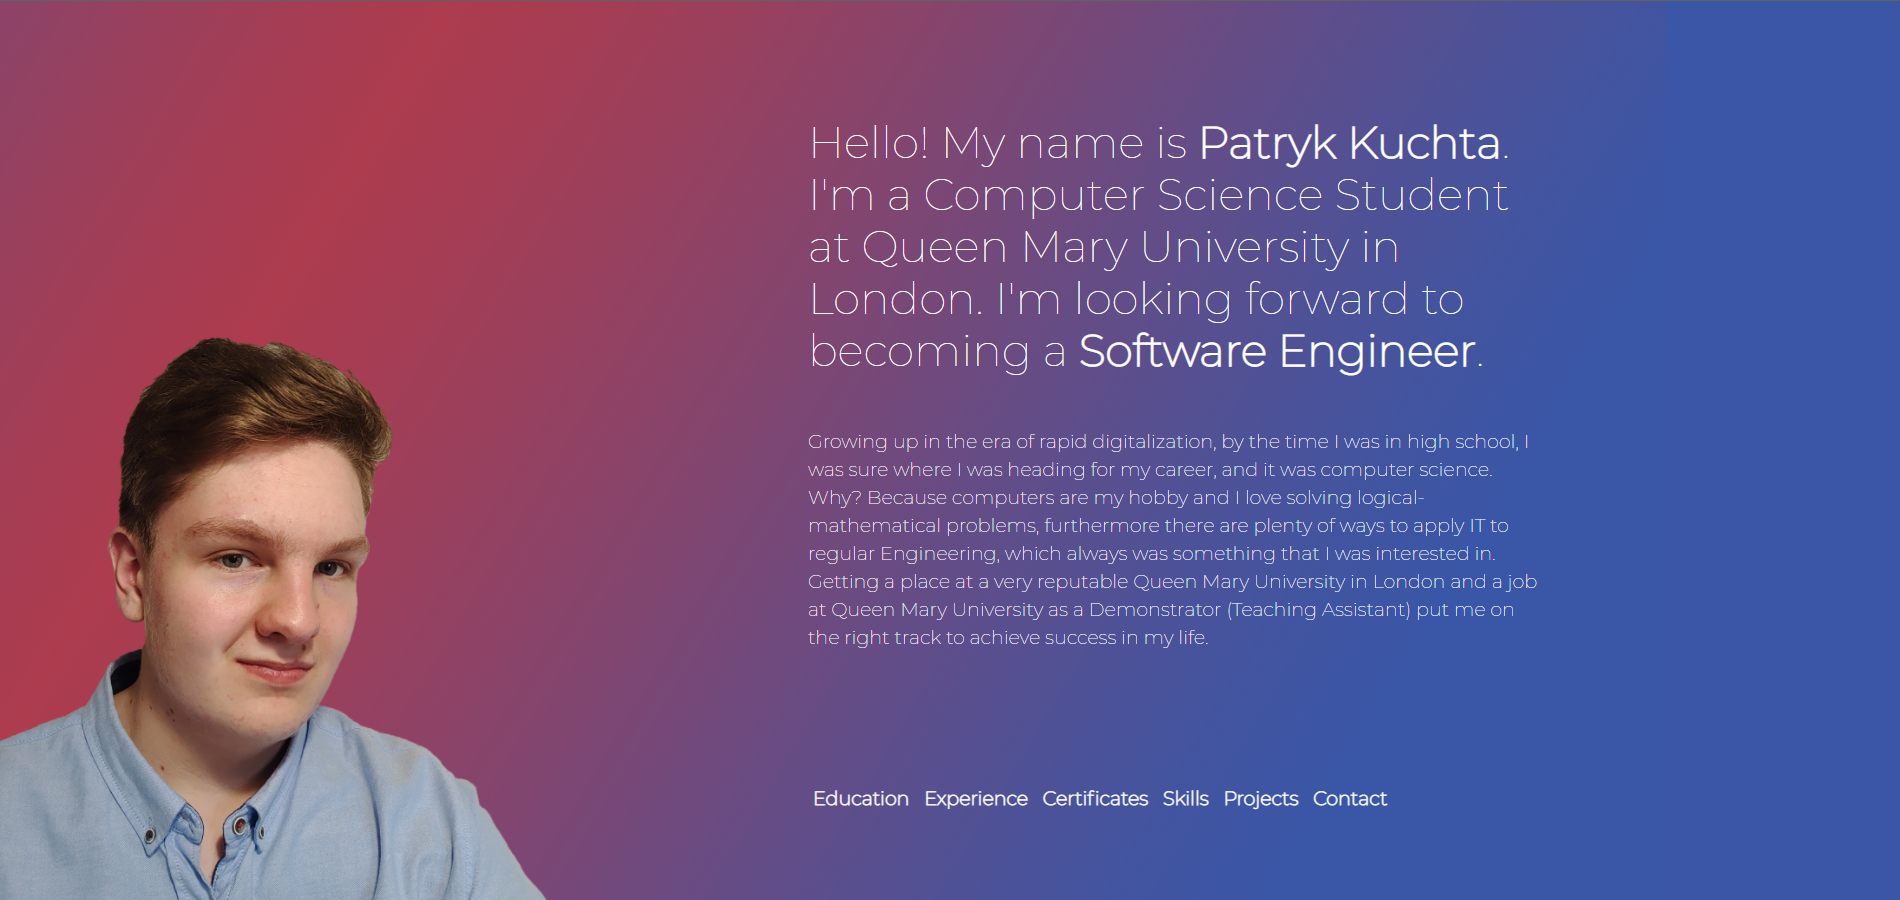 Hello! My name is Patryk Kuchta.
I'm a Computer Science Student
at Queen Mary University in
London. I'm looking forward to
becoming a Software Engineer.
Growing up in the era of rapid digitalization, by the time I was in high school, I
was sure where I was heading for my career, and it was computer science.
Why? Because computers are my hobby and I love solving logical-
mathematical problems, furthermore there are plenty of ways to apply IT to
regular Engineering, which always was something that I was interested in.
Getting a place at a very reputable Queen Mary University in London and a job
at Queen Mary University as a Demonstrator (Teaching Assistant) put me on
the right track to achieve success in my life.
Education Experience Certificates Skills Projects Contact